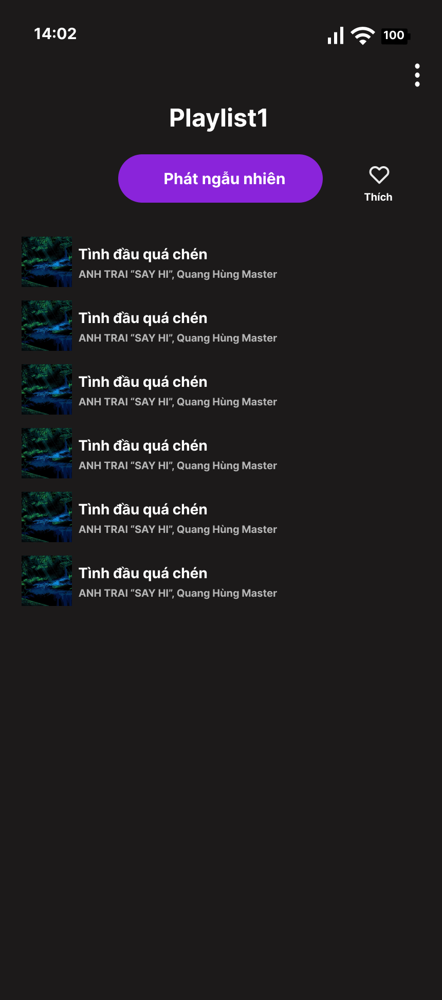 14:02
100
Playlist1
Phát ngẫu nhiên
Thích
Tình đầu quá chén
ANH TRAI “SAY HI”, Quang Hùng Master
Tình đầu quá chén
ANH TRAI “SAY HI”, Quang Hùng Master
Tình đầu quá chén
ANH TRAI “SAY HI”, Quang Hùng Master
Tình đầu quá chén
ANH TRAI “SAY HI”, Quang Hùng Master
Tình đầu quá chén
ANH TRAI “SAY HI”, Quang Hùng Master
Tình đầu quá chén
ANH TRAI “SAY HI”, Quang Hùng Master